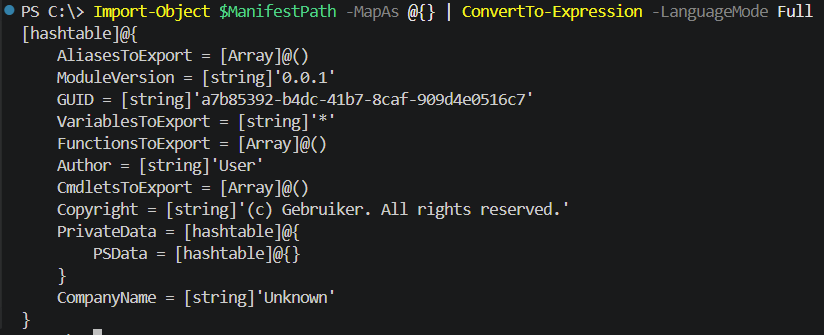 PS C:\> Import-Object $ManifestPath -MapAs @{} | ConvertTo-Expression -LanguageMode Full
[hashtable]@{
    AliasesToExport = [Array]@()
    ModuleVersion = [string]'0.0.1'
    GUID = [string]'a7b85392-b4dc-41b7-8caf-909d4e0516c7'
    VariablesToExport = [string]'*'
    FunctionsToExport = [Array]@()
    Author = [string]'User'
    CmdletsToExport = [Array]@()
    Copyright = [string]'(c) Gebruiker. All rights reserved.'
    PrivateData = [hashtable]@{
        PSData = [hashtable]@{}
    }
    CompanyName = [string]'Unknown'
}